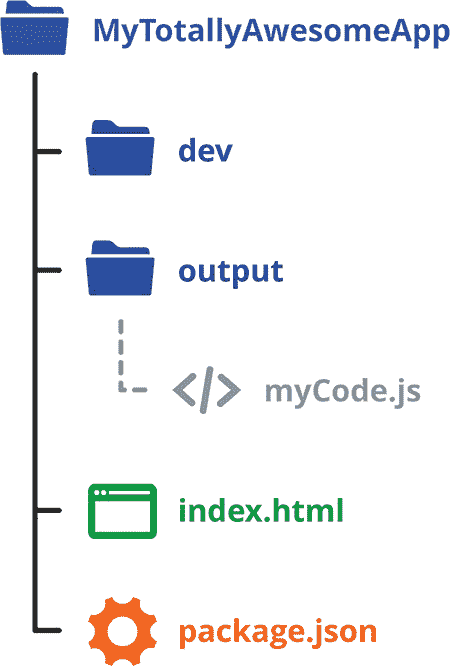 MyTotallyAwesomeApp
dev
output
myCode.js
index.html
package.json